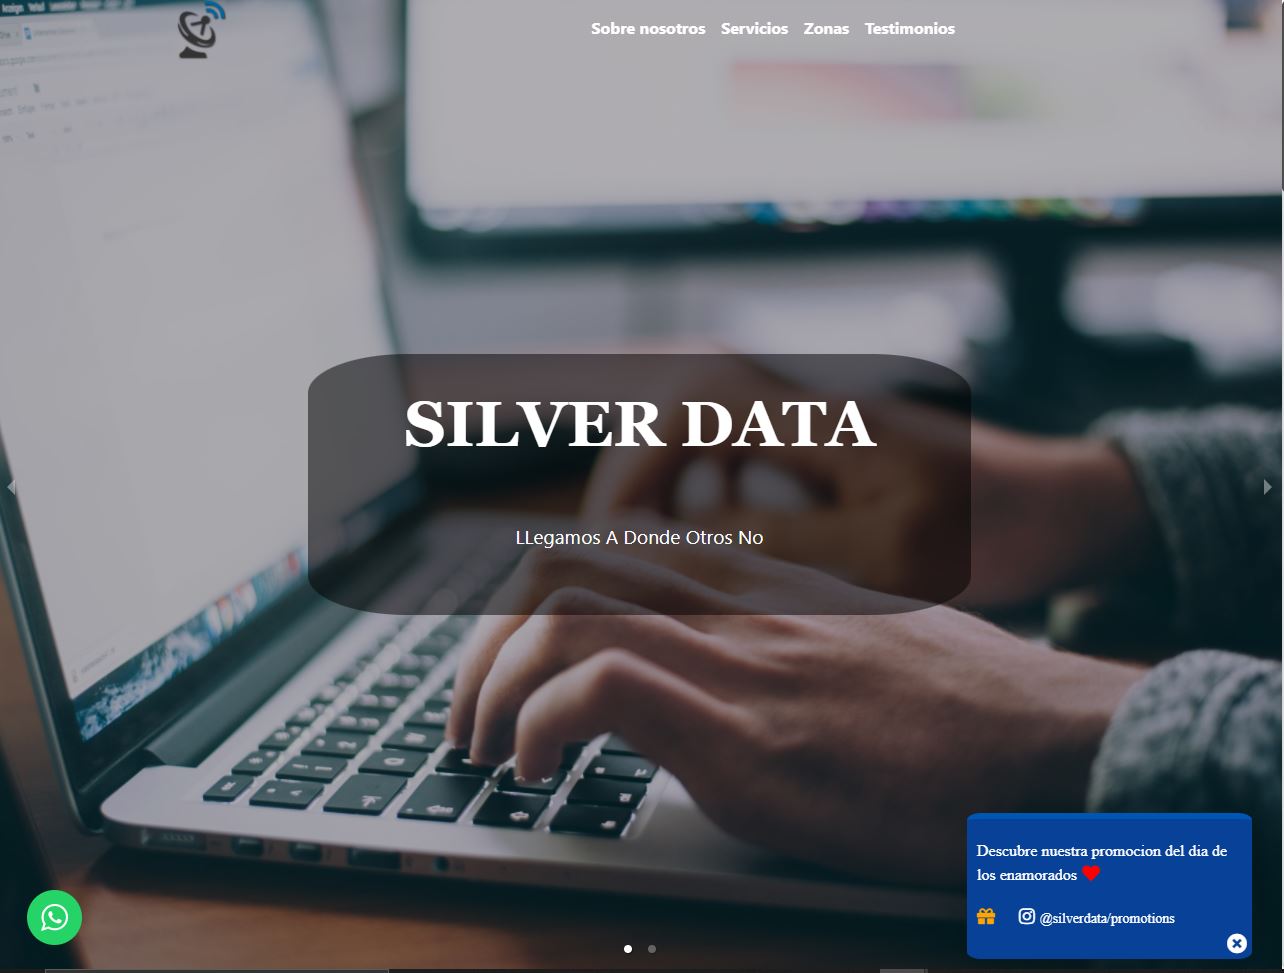 Sobre nosotros Servicios Zonas Testimonios
SILVER DATA
LLegamos A Donde Otros No
Descubre nuestra promocion del dia de
los enamorados
@silverdata/promotions